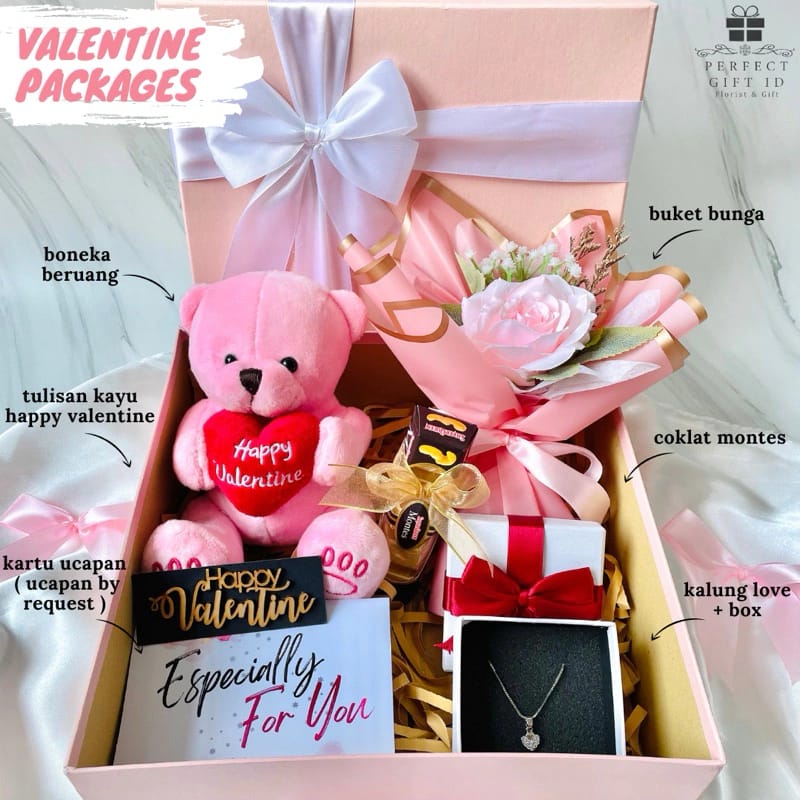 VALENTINE
PACKAGES
PERFECT
GIFT ID
Florist & Gift
boneka
beruang
buket bunga
tulisan kayu
happy valentine
coklat montes
kartu ucapan
( ucapan by
request )
kalung love
+ box
Happy
Valentine
Montes
Happy
Valentine
Especially
For You